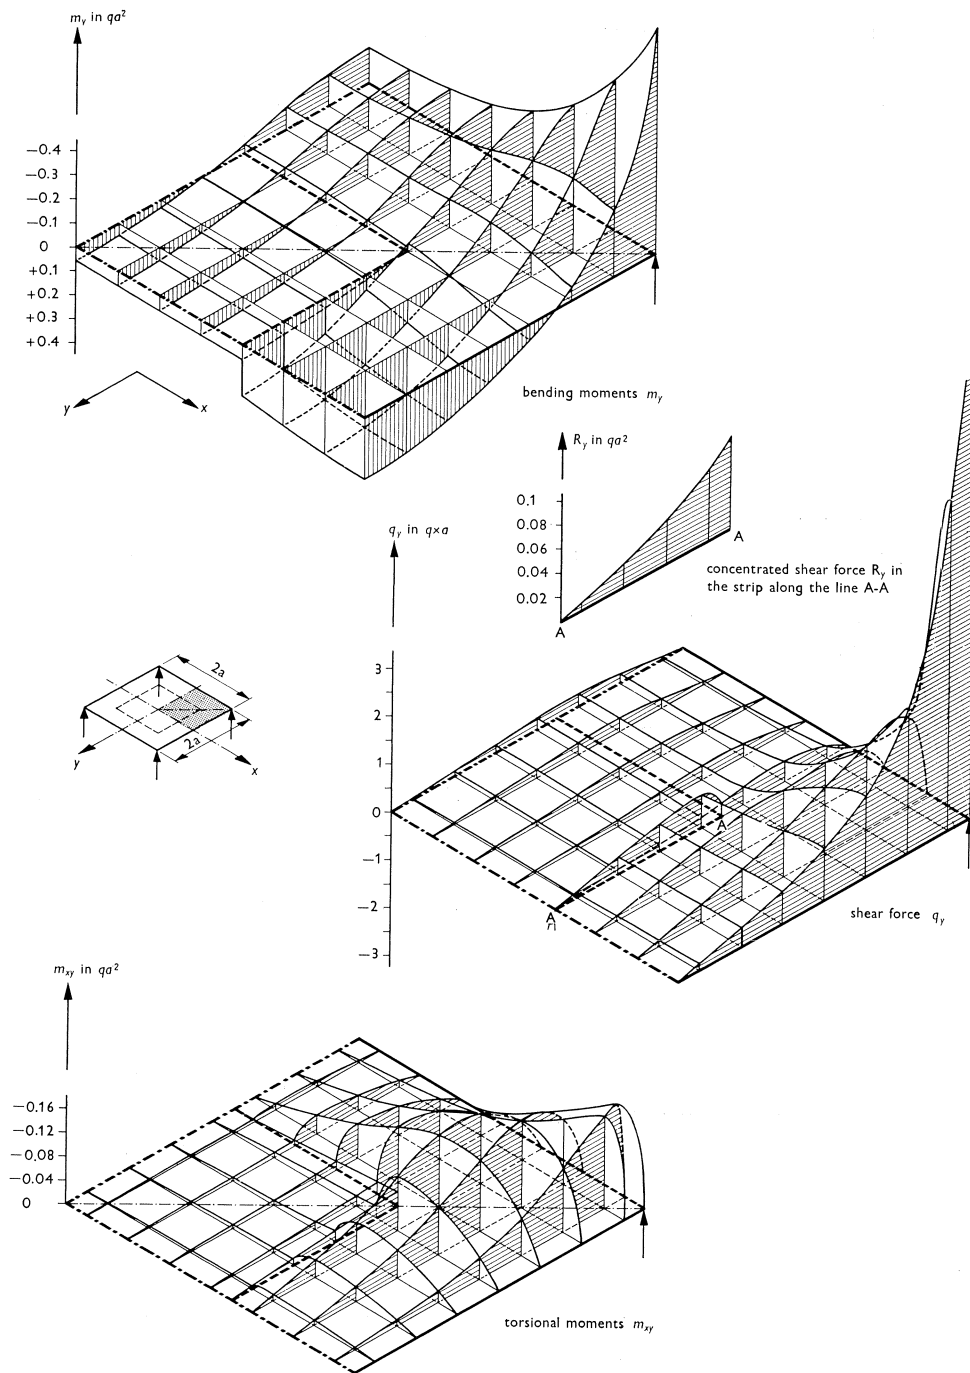 m_y in qa²
−0.4
−0.3
−0.2
−0.1
0
+0.1
+0.2
+0.3
+0.4
y
x
bending moments m_y
R_y in qa²
0.1
0.08
0.06
0.04
0.02
A
A
concentrated shear force R_y in
the strip along the line A-A
q_y in q×a
3
2
1
0
−1
−2
−3
2a
2a
y
x
A
A
shear force q_y
m_xy in qa²
−0.16
−0.12
−0.08
−0.04
0
torsional moments m_xy